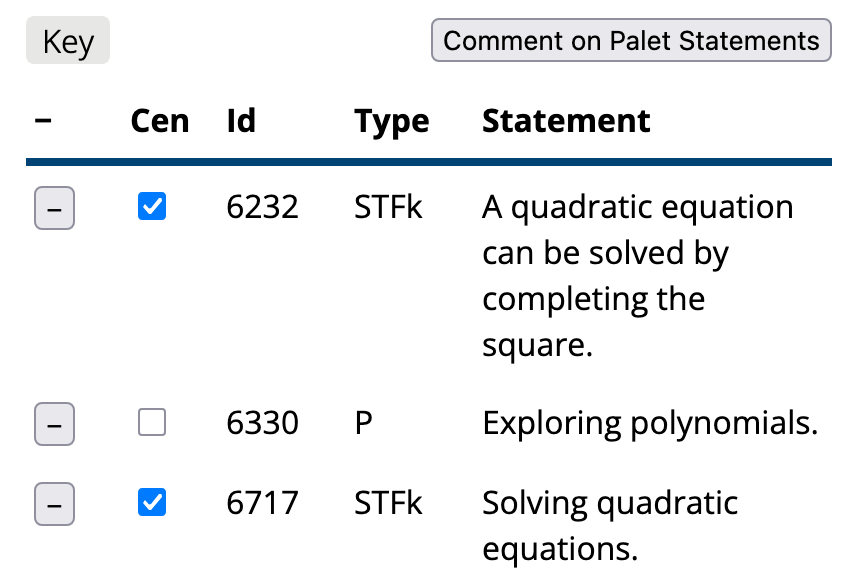 Key Comment on Palet Statements
– Cen Id Type Statement
– 6232 STFk A quadratic equation
can be solved by
completing the
square.
– 6330 P Exploring polynomials.
– 6717 STFk Solving quadratic
equations.